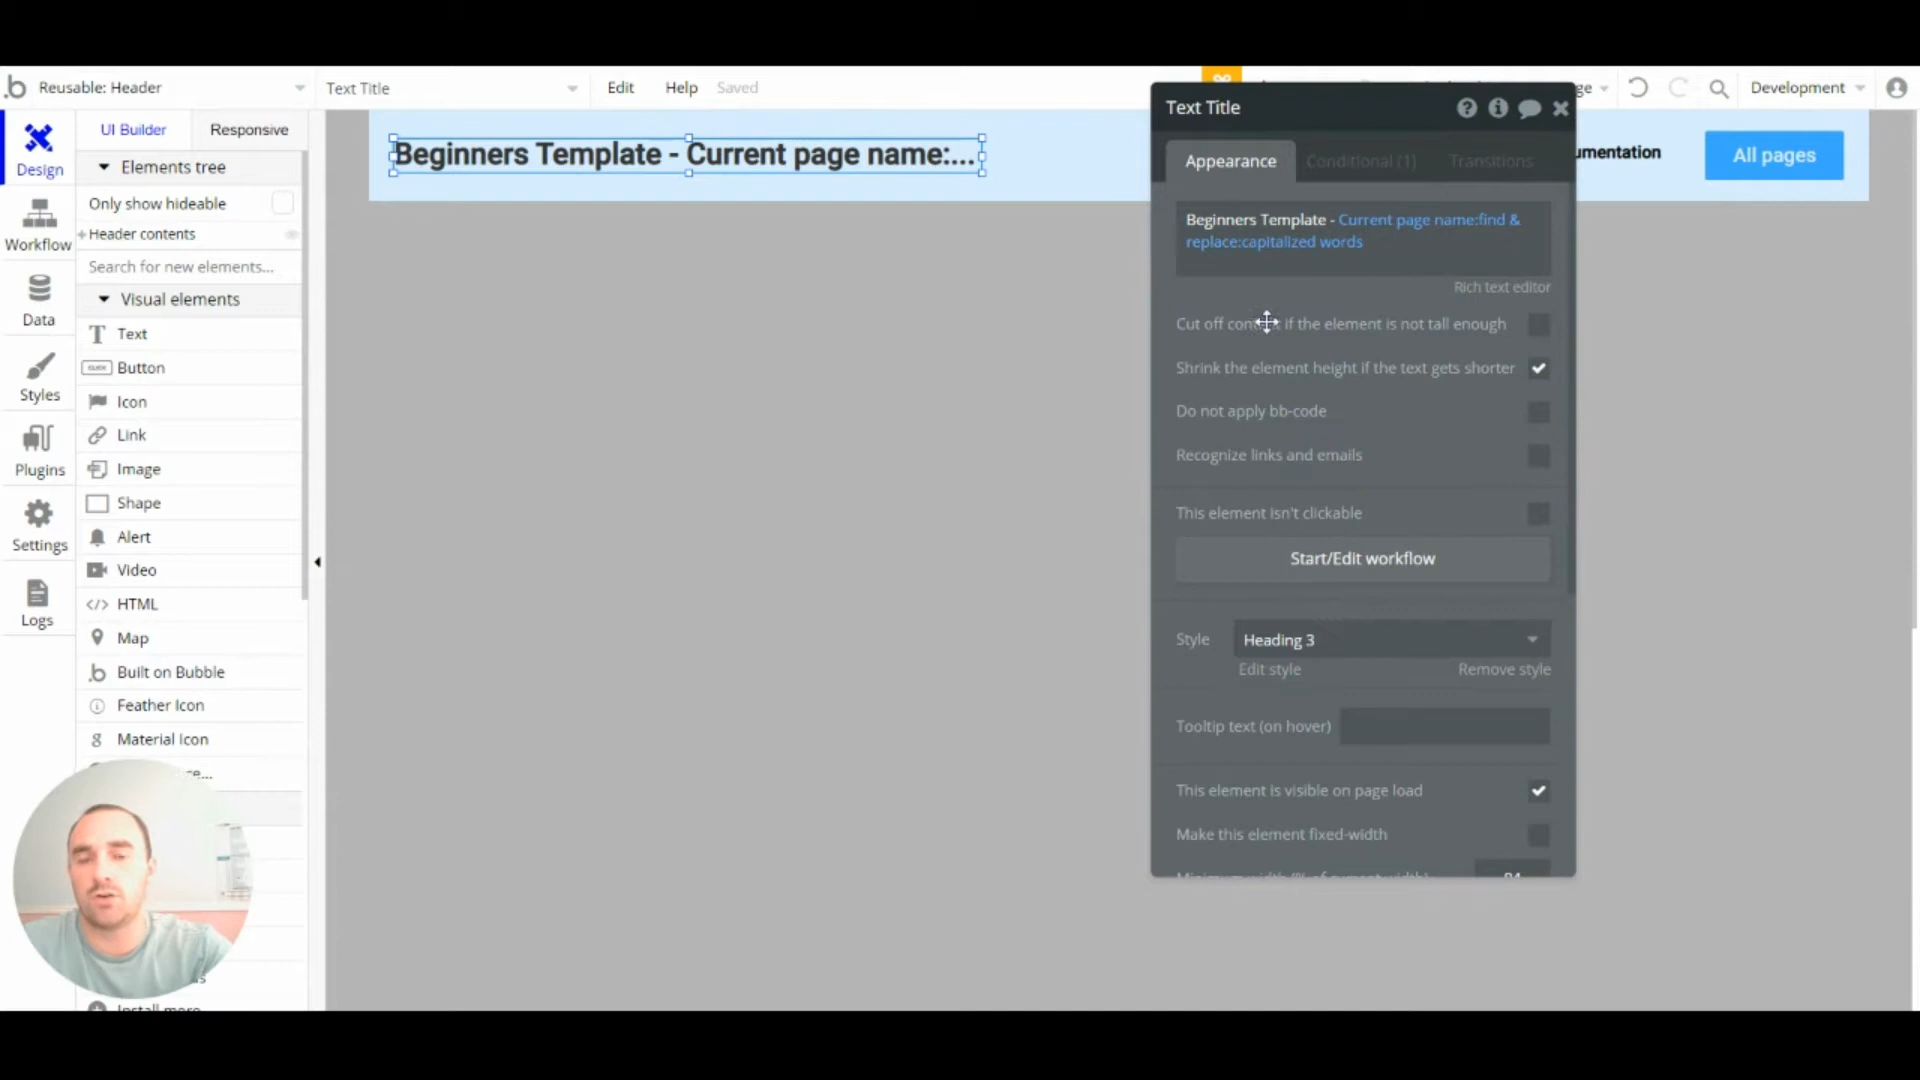 Reusable: Header
Text Title
Edit
Help
Saved
Development
Design
Workflow
Data
Styles
Plugins
Settings
Logs
UI Builder
Responsive
Elements tree
Only show hideable
Header contents
Search for new elements...
Visual elements
Text
Button
CLICK
Icon
Link
Image
Shape
Alert
Video
HTML
Map
Built on Bubble
Feather Icon
Material Icon
Beginners Template - Current page name:...
All pages
Text Title
Appearance
Conditional (1)
Transitions
Beginners Template - Current page name:find &
replace:capitalized words
Rich text editor
Cut off content if the element is not tall enough
Shrink the element height if the text gets shorter
Do not apply bb-code
Recognize links and emails
This element isn't clickable
Start/Edit workflow
Style
Heading 3
Edit style
Remove style
Tooltip text (on hover)
This element is visible on page load
Make this element fixed-width